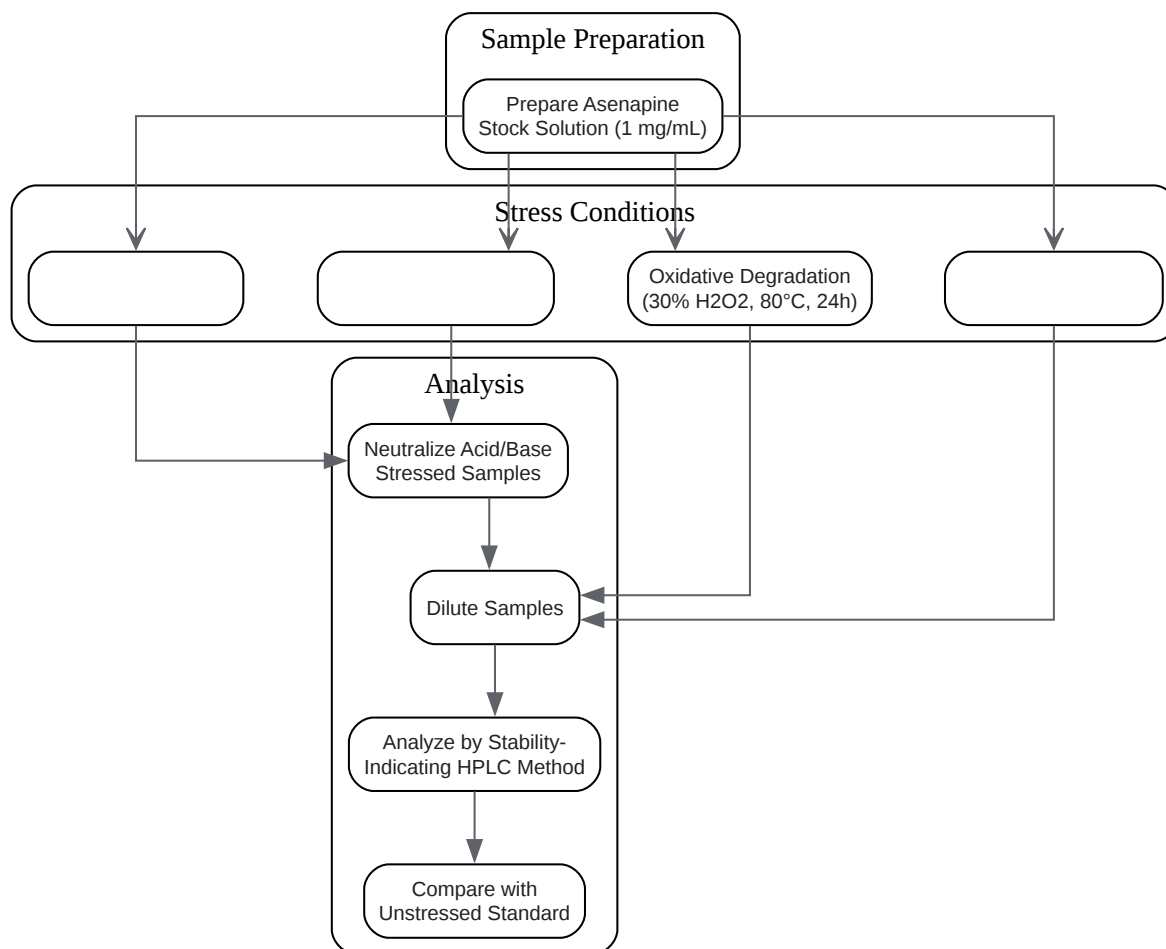 Sample Preparation
Prepare Asenapine
Stock Solution (1 mg/mL)
Stress Conditions
Oxidative Degradation
(30% H2O2, 80°C, 24h)
Analysis
Neutralize Acid/Base
Stressed Samples
Dilute Samples
Analyze by Stability-
Indicating HPLC Method
Compare with
Unstressed Standard